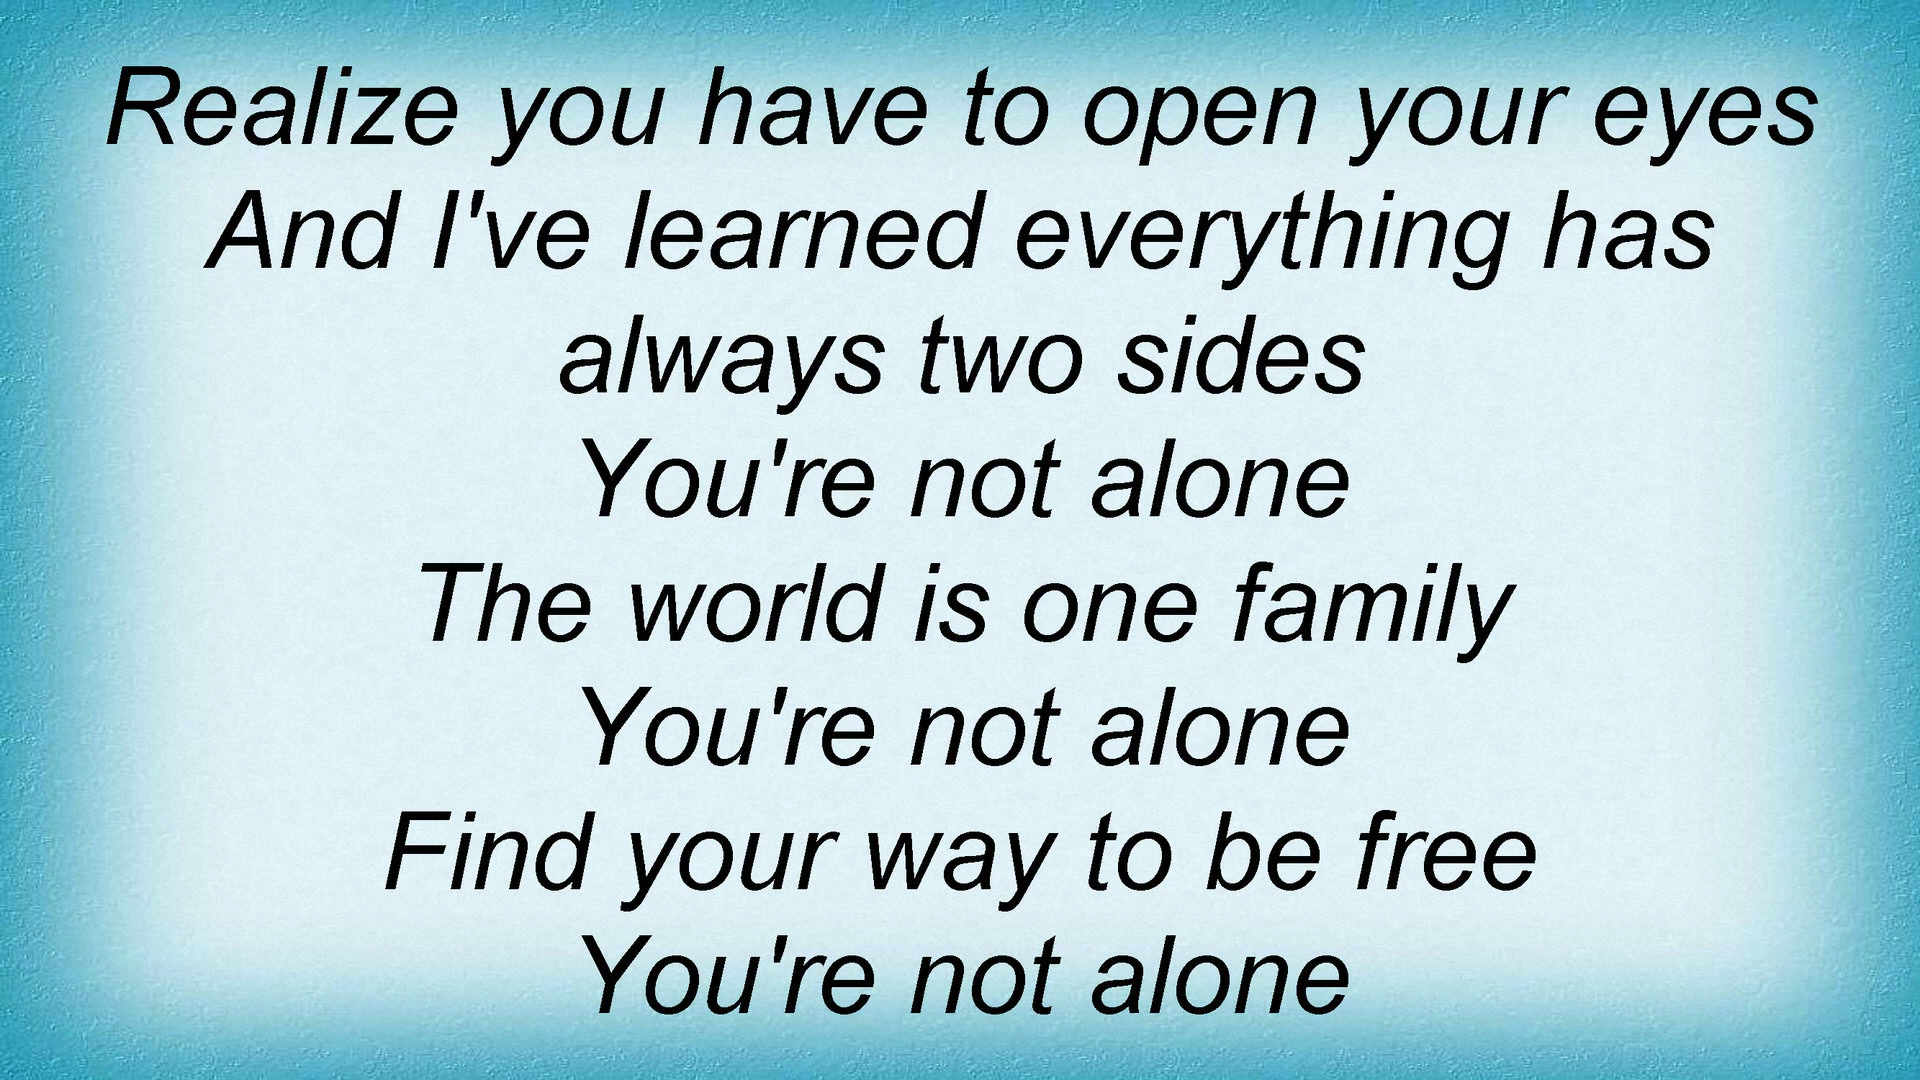 Realize you have to open your eyes
And I've learned everything has
always two sides
You're not alone
The world is one family
You're not alone
Find your way to be free
You're not alone